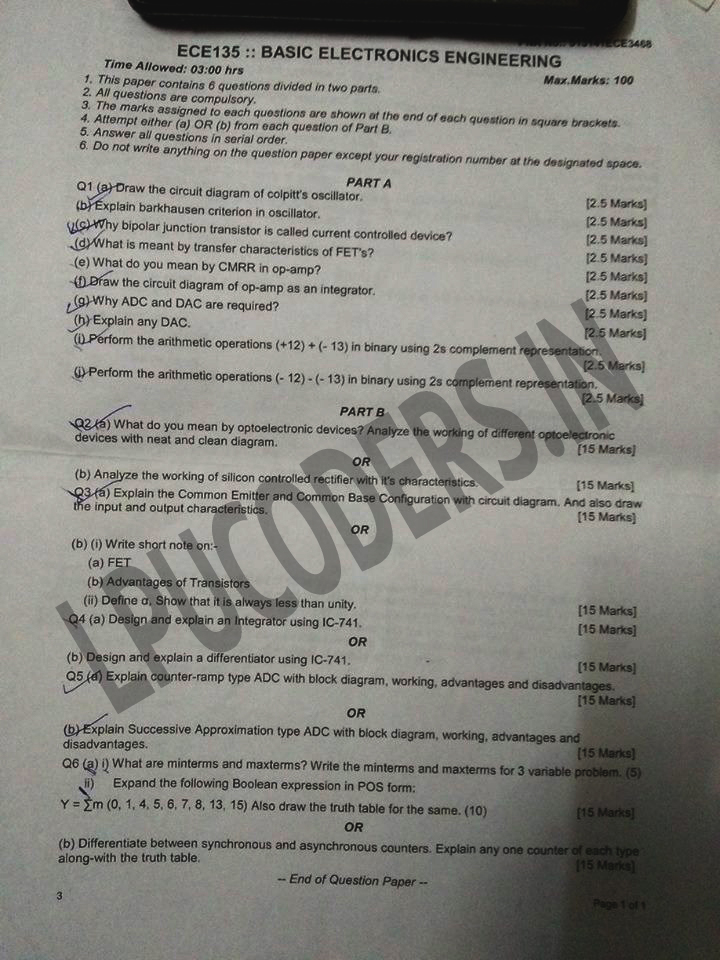 ECE3468
ECE135 :: BASIC ELECTRONICS ENGINEERING
Time Allowed: 03:00 hrs
Max.Marks: 100
1. This paper contains 6 questions divided in two parts.
2. All questions are compulsory.
3. The marks assigned to each questions are shown at the end of each question in square brackets.
4. Attempt either (a) OR (b) from each question of Part B.
5. Answer all questions in serial order.
6. Do not write anything on the question paper except your registration number at the designated space.
PART A
Q1 (a) Draw the circuit diagram of colpitt's oscillator. [2.5 Marks]
(b) Explain barkhausen criterion in oscillator. [2.5 Marks]
(c) Why bipolar junction transistor is called current controlled device? [2.5 Marks]
(d) What is meant by transfer characteristics of FET's? [2.5 Marks]
(e) What do you mean by CMRR in op-amp? [2.5 Marks]
(f) Draw the circuit diagram of op-amp as an integrator. [2.5 Marks]
(g) Why ADC and DAC are required? [2.5 Marks]
(h) Explain any DAC. [2.5 Marks]
(i) Perform the arithmetic operations (+12) + (- 13) in binary using 2s complement representation.
[2.5 Marks]
(j) Perform the arithmetic operations (- 12) - (- 13) in binary using 2s complement representation.
[2.5 Marks]
PART B
Q2 (a) What do you mean by optoelectronic devices? Analyze the working of different optoelectronic
devices with neat and clean diagram. [15 Marks]
OR
(b) Analyze the working of silicon controlled rectifier with it's characteristics. [15 Marks]
Q3 (a) Explain the Common Emitter and Common Base Configuration with circuit diagram. And also draw
the input and output characteristics. [15 Marks]
OR
(b) (i) Write short note on:-
(a) FET
(b) Advantages of Transistors
(ii) Define α, Show that it is always less than unity. [15 Marks]
Q4 (a) Design and explain an Integrator using IC-741. [15 Marks]
OR
(b) Design and explain a differentiator using IC-741. [15 Marks]
Q5 (a) Explain counter-ramp type ADC with block diagram, working, advantages and disadvantages.
[15 Marks]
OR
(b) Explain Successive Approximation type ADC with block diagram, working, advantages and
disadvantages. [15 Marks]
Q6 (a) i) What are minterms and maxterms? Write the minterms and maxterms for 3 variable problem. (5)
ii) Expand the following Boolean expression in POS form:
Y = ∑m (0, 1, 4, 5, 6, 7, 8, 13, 15) Also draw the truth table for the same. (10) [15 Marks]
OR
(b) Differentiate between synchronous and asynchronous counters. Explain any one counter of each type
along-with the truth table. [15 Marks]
-- End of Question Paper --
3
Page 1 of 1
LPUCODERS.IN